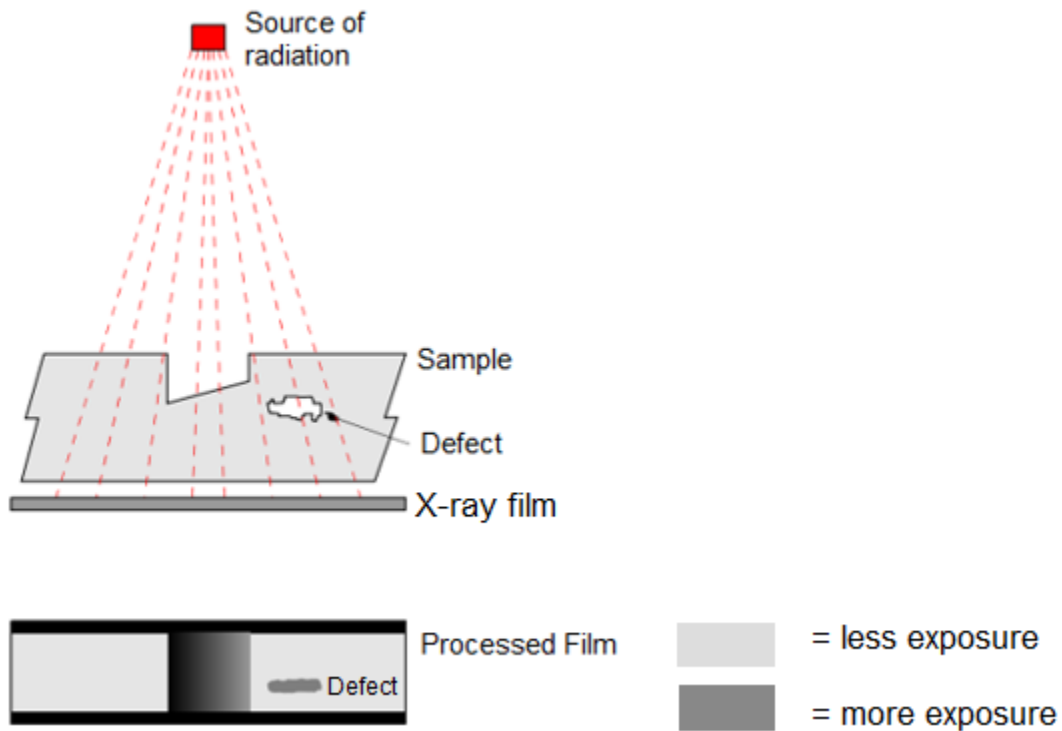 Source of
radiation
Sample
Defect
X-ray film
Processed Film
Defect
= less exposure
= more exposure